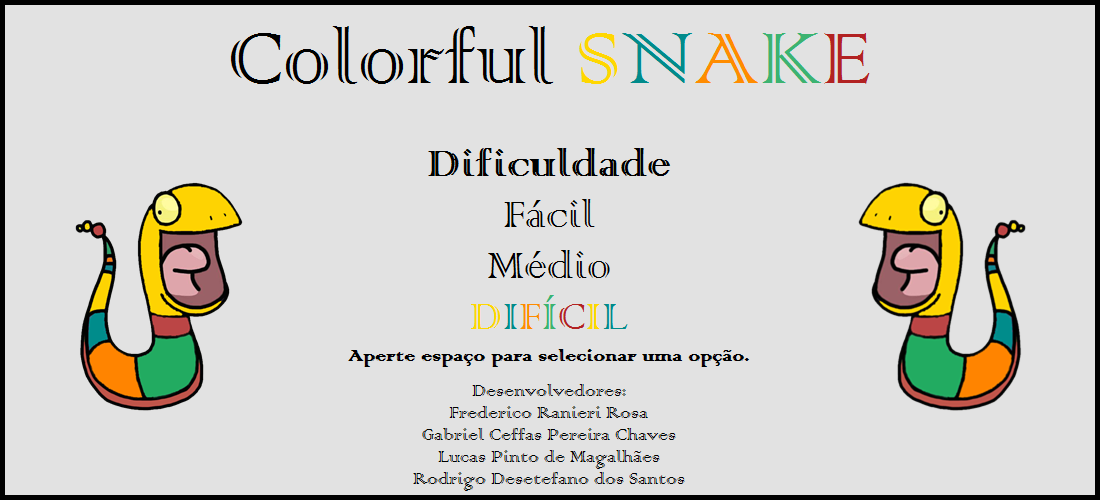 Colorful SNAKE
Dificuldade
Fácil
Médio
DIFÍCIL
Aperte espaço para selecionar uma opção.
Desenvolvedores:
Frederico Ranieri Rosa
Gabriel Ceffas Pereira Chaves
Lucas Pinto de Magalhães
Rodrigo Desetefano dos Santos